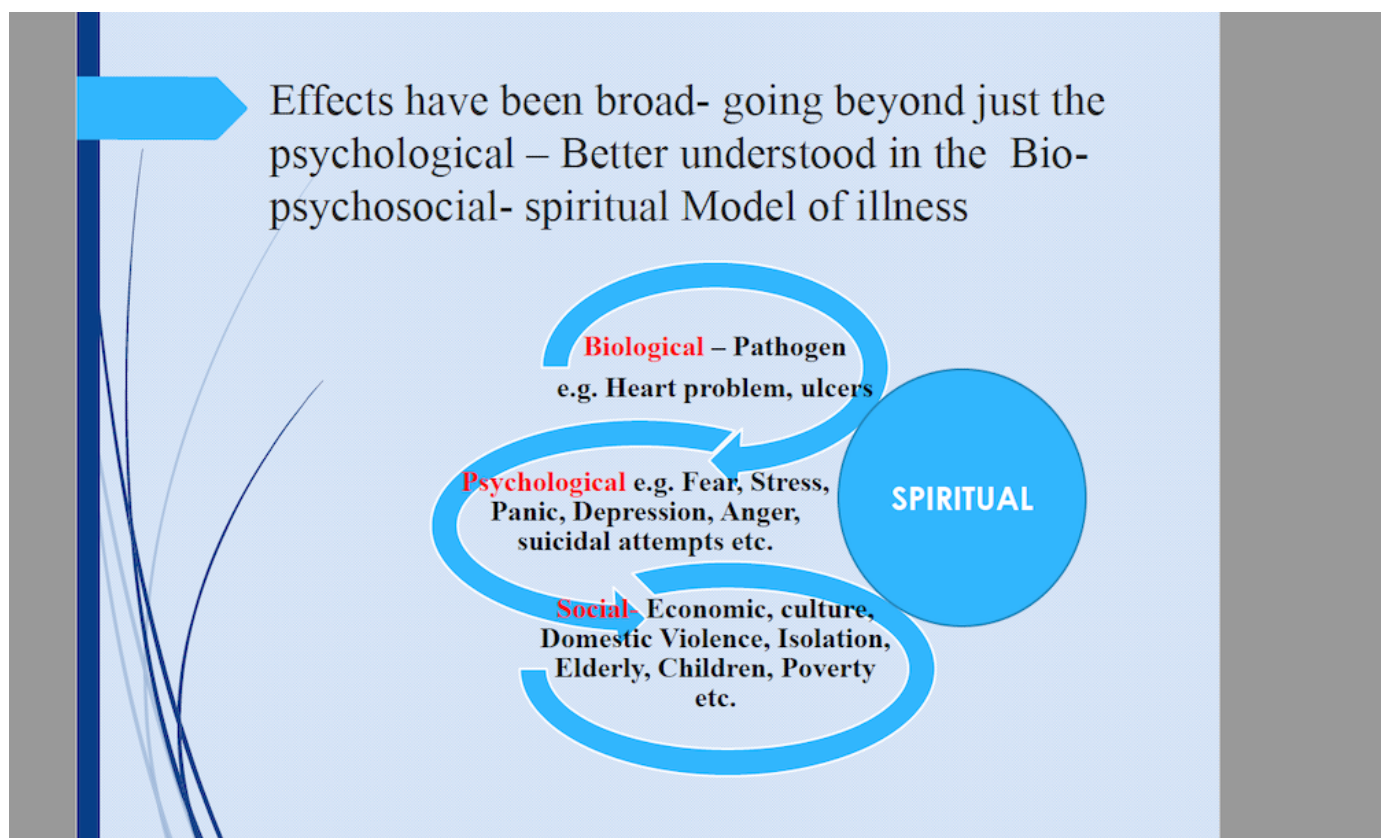 Effects have been broad- going beyond just the
psychological – Better understood in the  Bio-
psychosocial- spiritual Model of illness
Biological – Pathogen
e.g. Heart problem, ulcers
Psychological e.g. Fear, Stress,
Panic, Depression, Anger,
suicidal attempts etc.
SPIRITUAL
Social- Economic, culture,
Domestic Violence, Isolation,
Elderly, Children, Poverty
etc.